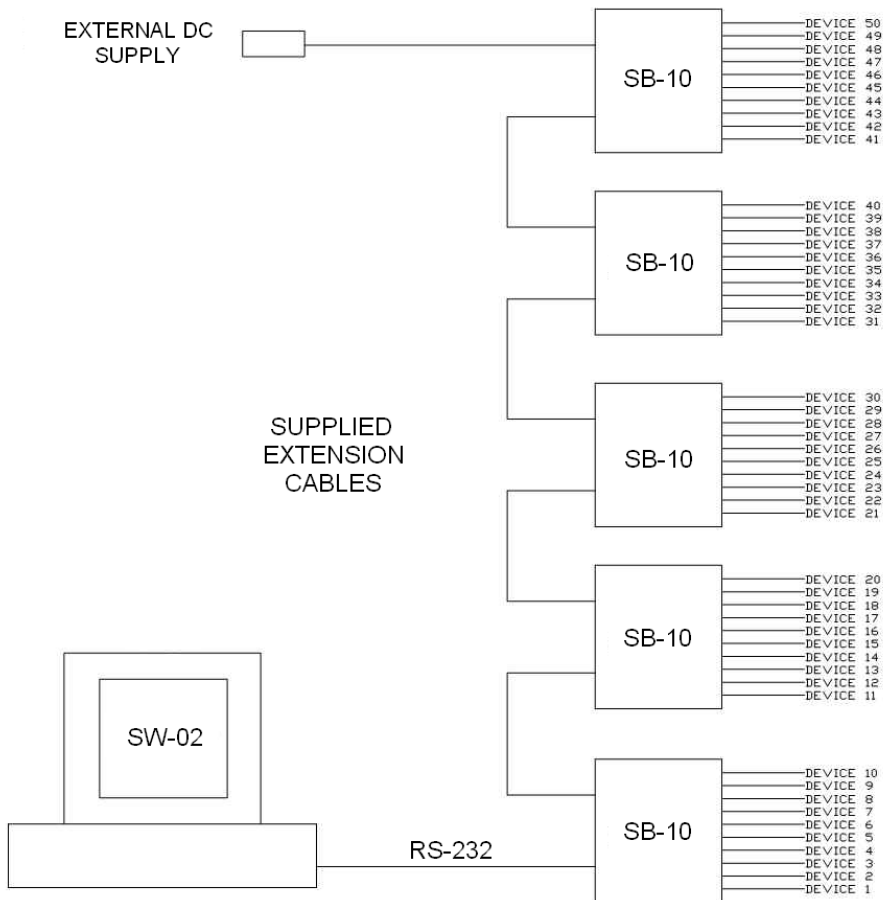 EXTERNAL DC
SUPPLY
SB-10
DEVICE 50
DEVICE 49
DEVICE 48
DEVICE 47
DEVICE 46
DEVICE 45
DEVICE 44
DEVICE 43
DEVICE 42
DEVICE 41
SB-10
DEVICE 40
DEVICE 39
DEVICE 38
DEVICE 37
DEVICE 36
DEVICE 35
DEVICE 34
DEVICE 33
DEVICE 32
DEVICE 31
SUPPLIED
EXTENSION
CABLES
SB-10
DEVICE 30
DEVICE 29
DEVICE 28
DEVICE 27
DEVICE 26
DEVICE 25
DEVICE 24
DEVICE 23
DEVICE 22
DEVICE 21
SB-10
DEVICE 20
DEVICE 19
DEVICE 18
DEVICE 17
DEVICE 16
DEVICE 15
DEVICE 14
DEVICE 13
DEVICE 12
DEVICE 11
SW-02
RS-232
SB-10
DEVICE 10
DEVICE 9
DEVICE 8
DEVICE 7
DEVICE 6
DEVICE 5
DEVICE 4
DEVICE 3
DEVICE 2
DEVICE 1